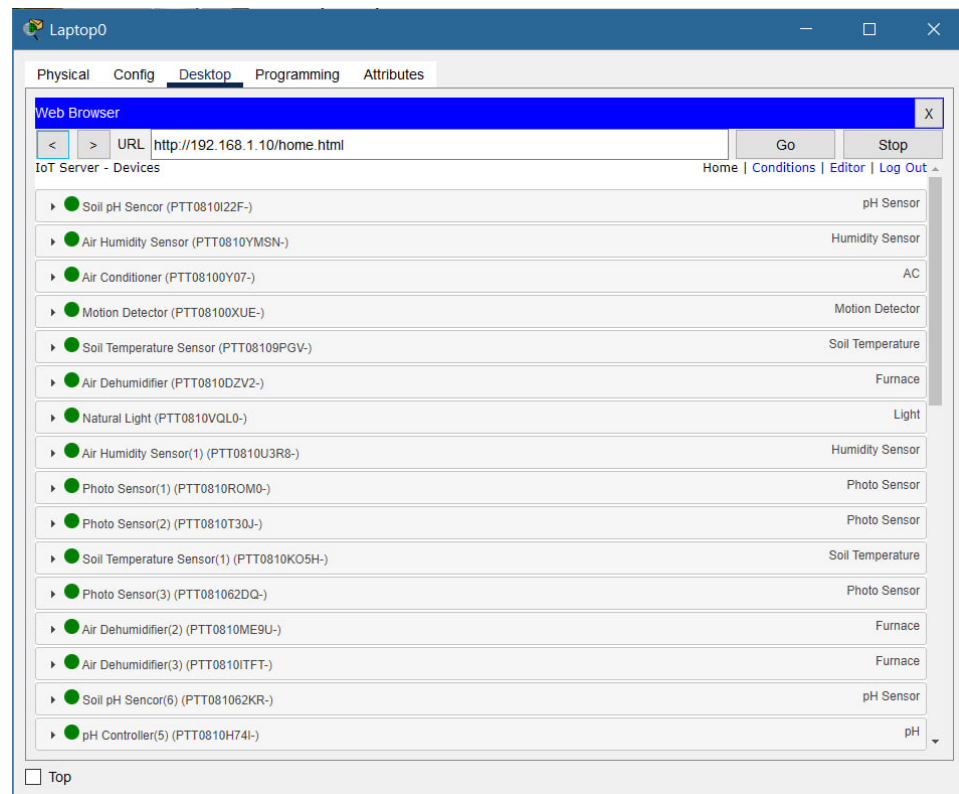 Laptop0
Physical Config Desktop Programming Attributes
Web Browser X
< > URL http://192.168.1.10/home.html Go Stop
IoT Server - Devices Home | Conditions | Editor | Log Out
Soil pH Sencor (PTT0810I22F-) pH Sensor
Air Humidity Sensor (PTT0810YMSN-) Humidity Sensor
Air Conditioner (PTT08100Y07-) AC
Motion Detector (PTT08100XUE-) Motion Detector
Soil Temperature Sensor (PTT08109PGV-) Soil Temperature
Air Dehumidifier (PTT0810DZV2-) Furnace
Natural Light (PTT0810VQL0-) Light
Air Humidity Sensor(1) (PTT0810U3R8-) Humidity Sensor
Photo Sensor(1) (PTT0810ROM0-) Photo Sensor
Photo Sensor(2) (PTT0810T30J-) Photo Sensor
Soil Temperature Sensor(1) (PTT0810KO5H-) Soil Temperature
Photo Sensor(3) (PTT081062DQ-) Photo Sensor
Air Dehumidifier(2) (PTT0810ME9U-) Furnace
Air Dehumidifier(3) (PTT0810ITFT-) Furnace
Soil pH Sencor(6) (PTT081062KR-) pH Sensor
pH Controller(5) (PTT0810H74I-) pH
Top